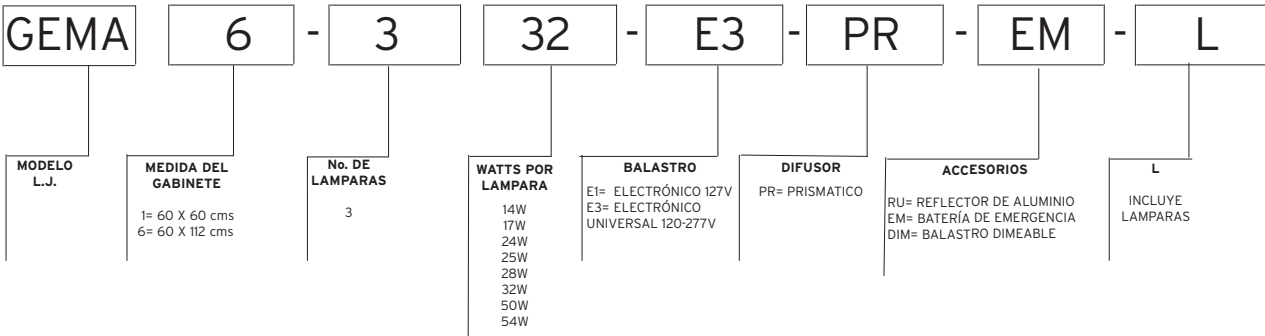 GEMA 6 - 3 32 - E3 - PR - EM - L
MODELO
L.J.
MEDIDA DEL
GABINETE
1= 60 X 60 cms
6= 60 X 112 cms
No. DE
LAMPARAS
3
WATTS POR
LAMPARA
14W
17W
24W
25W
28W
32W
50W
54W
BALASTRO
E1= ELECTRÓNICO 127V
E3= ELECTRÓNICO
UNIVERSAL 120-277V
DIFUSOR
PR= PRISMATICO
ACCESORIOS
RU= REFLECTOR DE ALUMINIO
EM= BATERÍA DE EMERGENCIA
DIM= BALASTRO DIMEABLE
L
INCLUYE
LAMPARAS